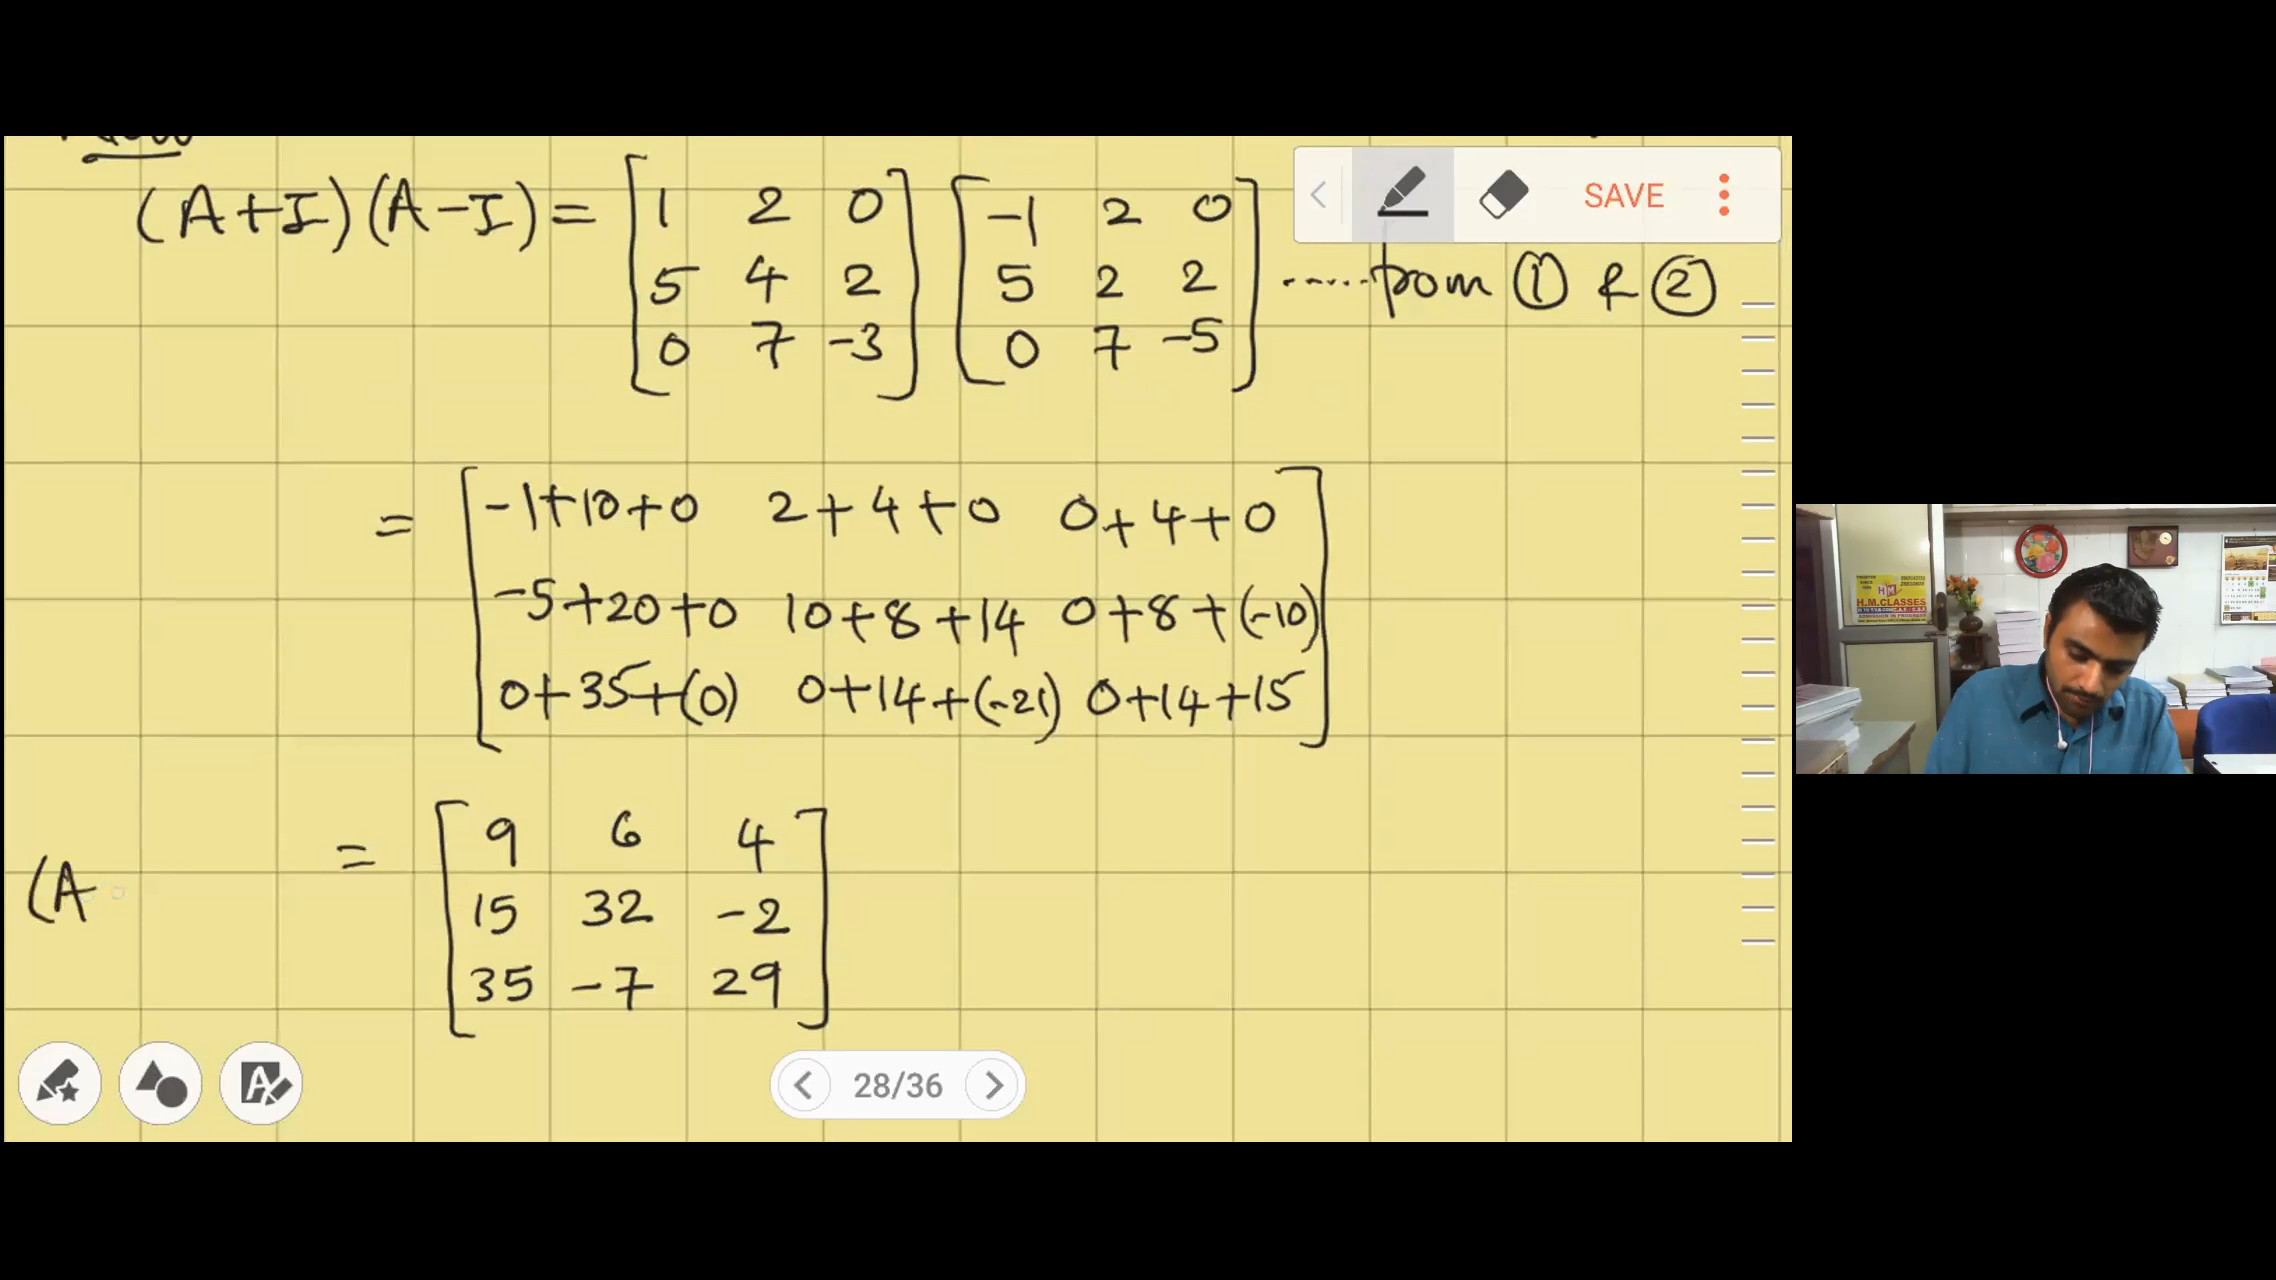 Now
(A+I)(A-I)= [1 2 0 [-1 2 0 SAVE
5 4 2 5 2 2 ......from ① & ②
0 7 -3] 0 7 -5]
= [-1+10+0 2+4+0 0+4+0
-5+20+0 10+8+14 0+8+(-10)
0+35+(0) 0+14+(-21) 0+14+15]
(A = [9 6 4
15 32 -2
35 -7 29]
28/36
H.M.CLASSES